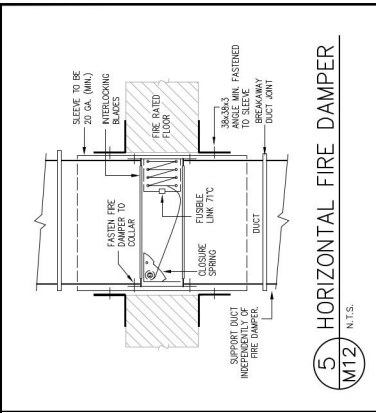 SLEEVE TO BE
20 GA. (MIN.)
INTERLOCKING
BLADES
FASTEN FIRE
DAMPER TO
COLLAR
FIRE RATED
FLOOR
FUSIBLE
LINK 71°C
CLOSURE
SPRING
38x38x3
ANGLE MIN. FASTENED
TO SLEEVE
BREAKAWAY
DUCT JOINT
DUCT
SUPPORT DUCT
INDEPENDENTLY OF
FIRE DAMPER.
5
M12
HORIZONTAL FIRE DAMPER
N.T.S.